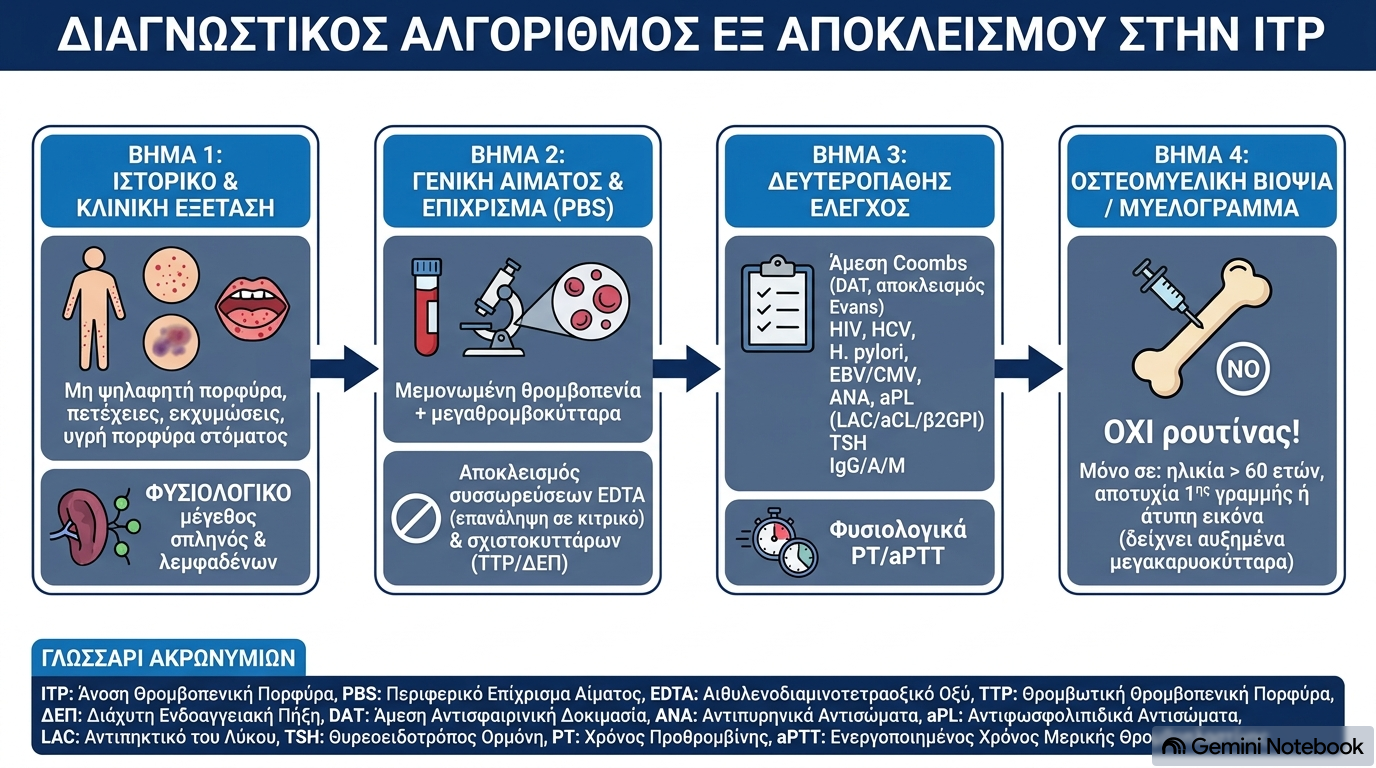 ΔΙΑΓΝΩΣΤΙΚΟΣ ΑΛΓΟΡΙΘΜΟΣ ΕΞ ΑΠΟΚΛΕΙΣΜΟΥ ΣΤΗΝ ITP
ΒΗΜΑ 1:
ΙΣΤΟΡΙΚΟ &
ΚΛΙΝΙΚΗ ΕΞΕΤΑΣΗ
Μη ψηλαφητή πορφύρα,
πετέχειες, εκχυμώσεις,
υγρή πορφύρα στόματος
ΦΥΣΙΟΛΟΓΙΚΟ
μέγεθος
σπληνός &
λεμφαδένων
ΒΗΜΑ 2:
ΓΕΝΙΚΗ ΑΙΜΑΤΟΣ &
ΕΠΙΧΡΙΣΜΑ (PBS)
Μεμονωμένη θρομβοπενία
+ μεγαθρομβοκύτταρα
Αποκλεισμός
συσσωρεύσεων EDTA
(επανάληψη σε κιτρικό)
& σχιστοκυττάρων
(TTP/ΔΕΠ)
ΒΗΜΑ 3:
ΔΕΥΤΕΡΟΠΑΘΗΣ
ΕΛΕΓΧΟΣ
Άμεση Coombs
(DAT, αποκλεισμός
Evans)
HIV, HCV,
H. pylori,
EBV/CMV,
ANA, aPL
(LAC/aCL/β2GPI)
TSH
IgG/A/M
Φυσιολογικά
PT/aPTT
ΒΗΜΑ 4:
ΟΣΤΕΟΜΥΕΛΙΚΗ ΒΙΟΨΙΑ
/ ΜΥΕΛΟΓΡΑΜΜΑ
NO
ΟΧΙ ρουτίνας!
Μόνο σε: ηλικία > 60 ετών,
αποτυχία 1ης γραμμής ή
άτυπη εικόνα
(δείχνει αυξημένα
μεγακαρυοκύτταρα)
ΓΛΩΣΣΑΡΙ ΑΚΡΩΝΥΜΙΩΝ
ITP: Άνοση Θρομβοπενική Πορφύρα, PBS: Περιφερικό Επίχρισμα Αίματος, EDTA: Αιθυλενοδιαμινοτετραοξικό Οξύ, TTP: Θρομβωτική Θρομβοπενική Πορφύρα,
ΔΕΠ: Διάχυτη Ενδοαγγειακή Πήξη, DAT: Άμεση Αντισφαιρινική Δοκιμασία, ANA: Αντιπυρηνικά Αντισώματα, aPL: Αντιφωσφολιπιδικά Αντισώματα,
LAC: Αντιπηκτικό του Λύκου, TSH: Θυρεοειδοτρόπος Ορμόνη, PT: Χρόνος Προθρομβίνης, aPTT: Ενεργοποιημένος Χρόνος Μερικής
Gemini Notebook